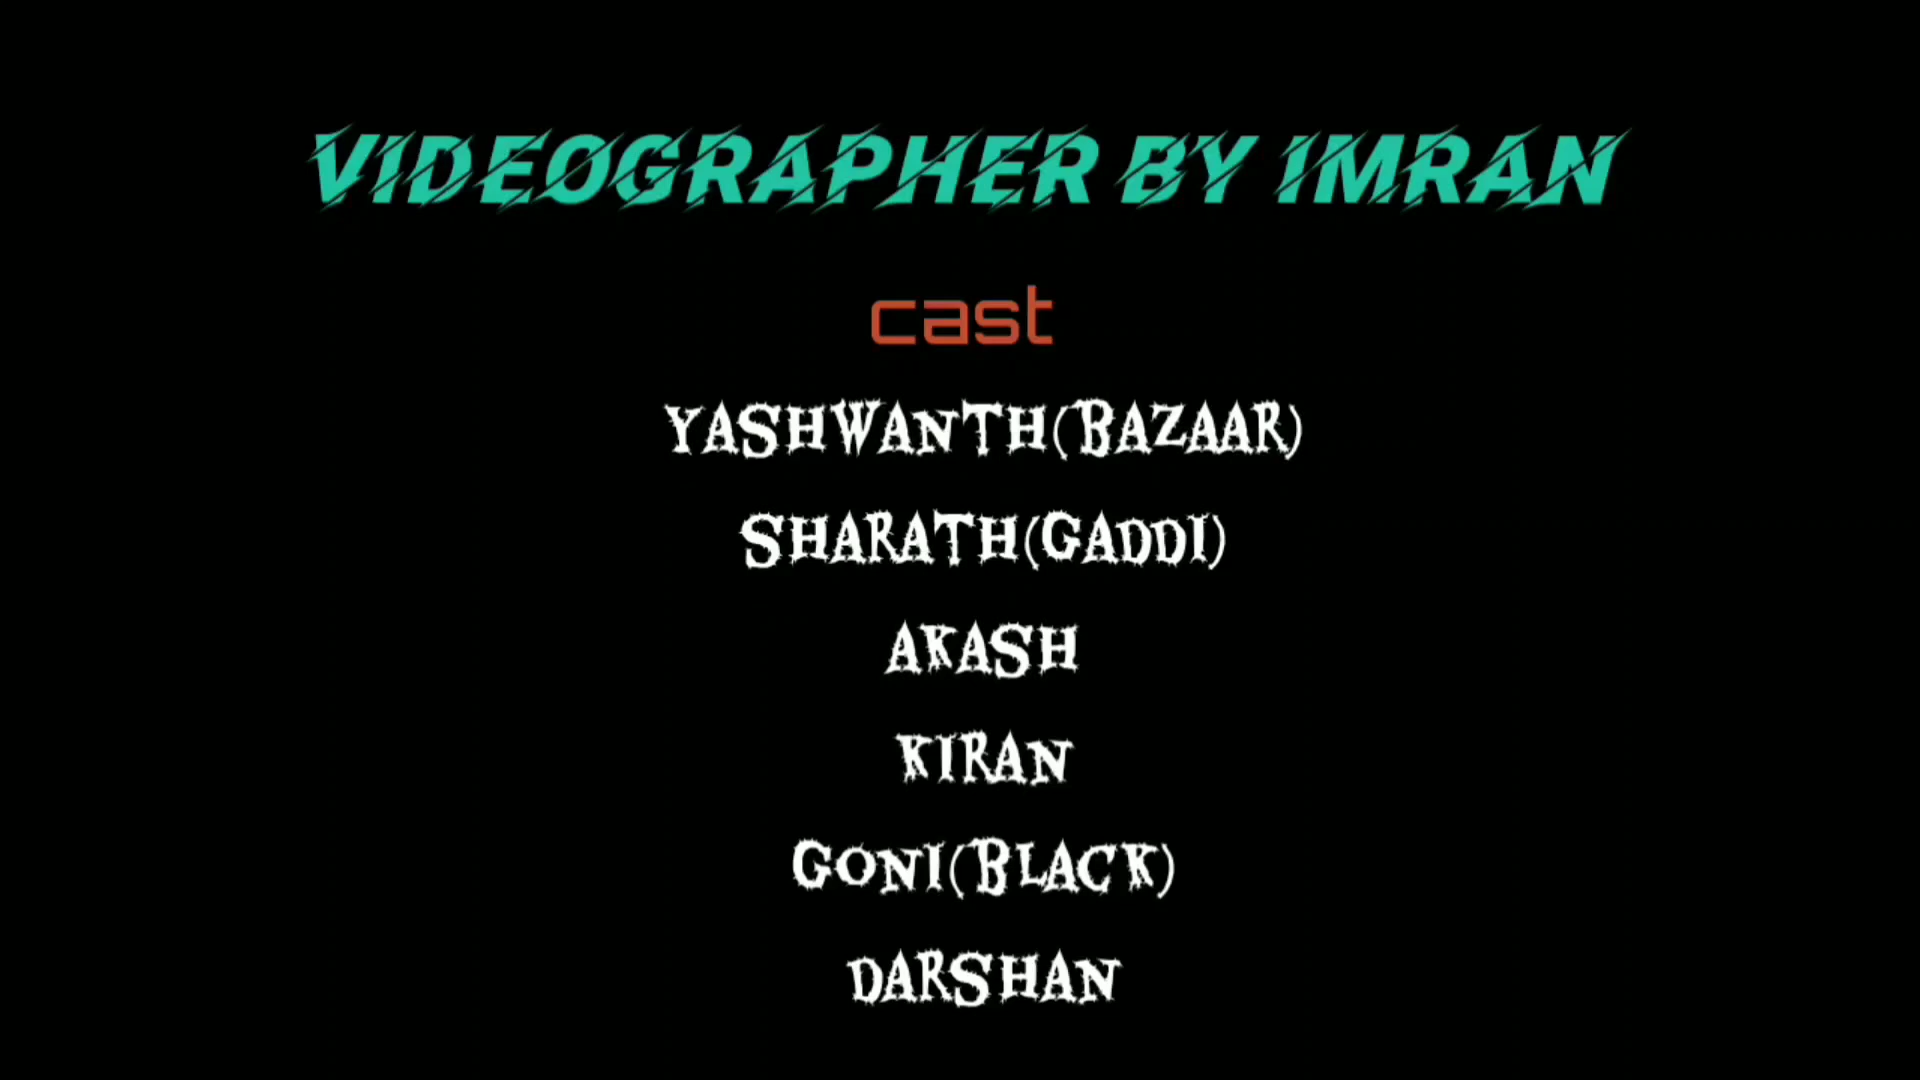 VIDEOGRAPHER BY IMRAN
cast
YASHWANTH(BAZAAR)
SHARATH(GADDI)
AKASH
KIRAN
GONI(BLACK)
DARSHAN